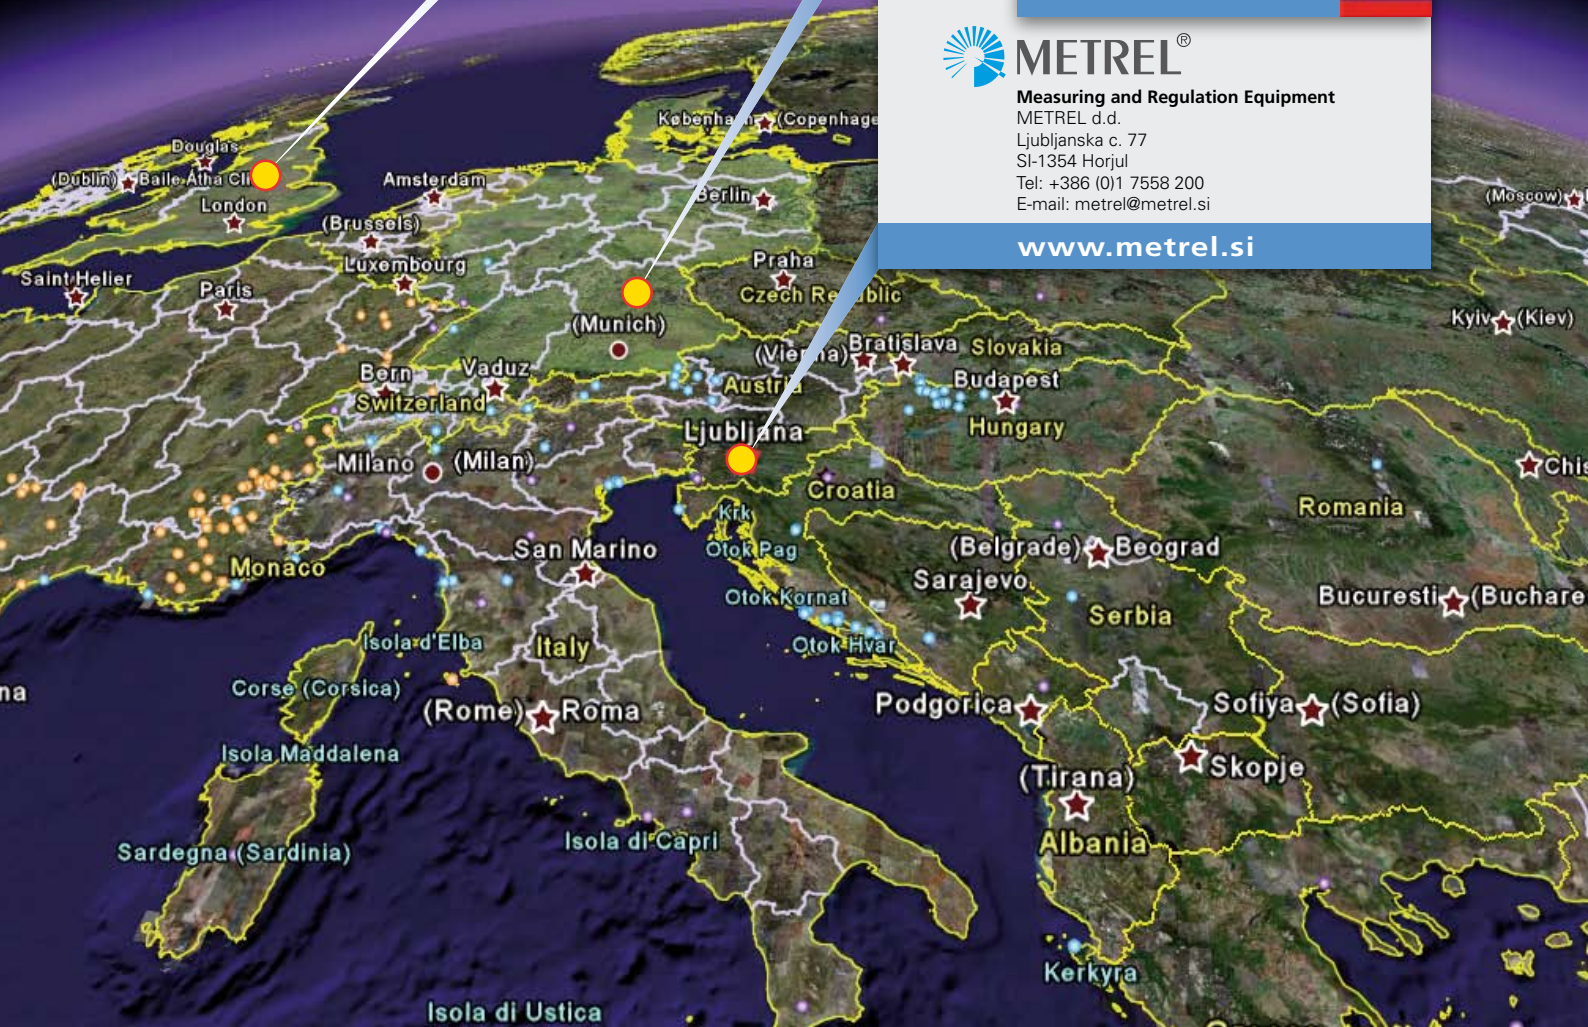 METREL®
Measuring and Regulation Equipment
METREL d.d.
Ljubljanska c. 77
SI-1354 Horjul
Tel: +386 (0)1 7558 200
E-mail: metrel@metrel.si
www.metrel.si
København (Copenhage
Douglas
(Dublin) Baile Átha Cli
London
Amsterdam
Berlin
(Moscow)
(Brussels)
Luxembourg
Saint Helier
Paris
Praha
Czech Republic
Kyiv (Kiev)
(Munich)
(Vienna) Bratislava Slovakia
Bern Vaduz
Switzerland
Austria
Budapest
Hungary
Ljubljana
Milano (Milan)
Chis
Croatia
Romania
Krk
San Marino
Otok Pag
(Belgrade) Beograd
Monaco
Sarajevo
Otok Kornat
Bucuresti (Buchare
Serbia
Isola d'Elba
Italy
Otok Hvar
na
Corse (Corsica)
(Rome) Roma
Podgorica
Sofiya (Sofia)
Isola Maddalena
Skopje
(Tirana)
Isola di Capri
Albania
Sardegna (Sardinia)
Kerkyra
Isola di Ustica